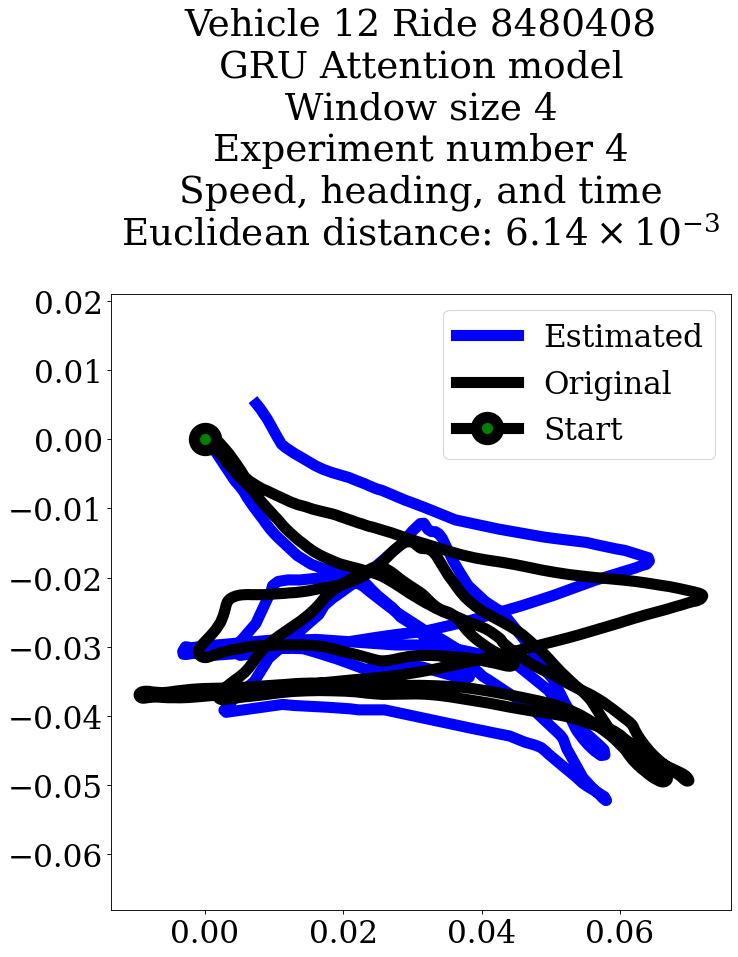 Vehicle 12 Ride 8480408
GRU Attention model
Window size 4
Experiment number 4
Speed, heading, and time
Euclidean distance: 6.14 × 10⁻³
Estimated
Original
Start
0.02
0.01
0.00
−0.01
−0.02
−0.03
−0.04
−0.05
−0.06
0.00 0.02 0.04 0.06